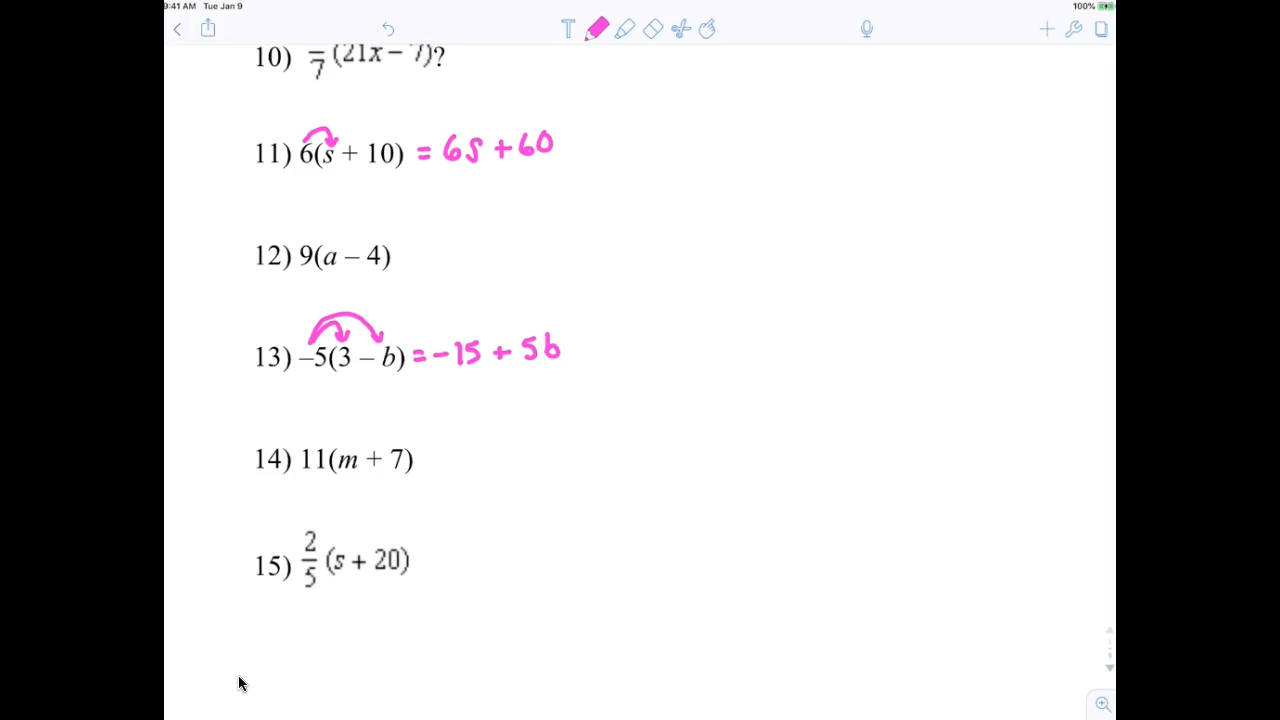 9:41 AM Tue Jan 9 100%
T
10) 7 (21x – 7)?
11) 6(s + 10) = 6s + 60
12) 9(a – 4)
13) –5(3 – b) = -15 + 5b
14) 11(m + 7)
15) 2/5 (s + 20)